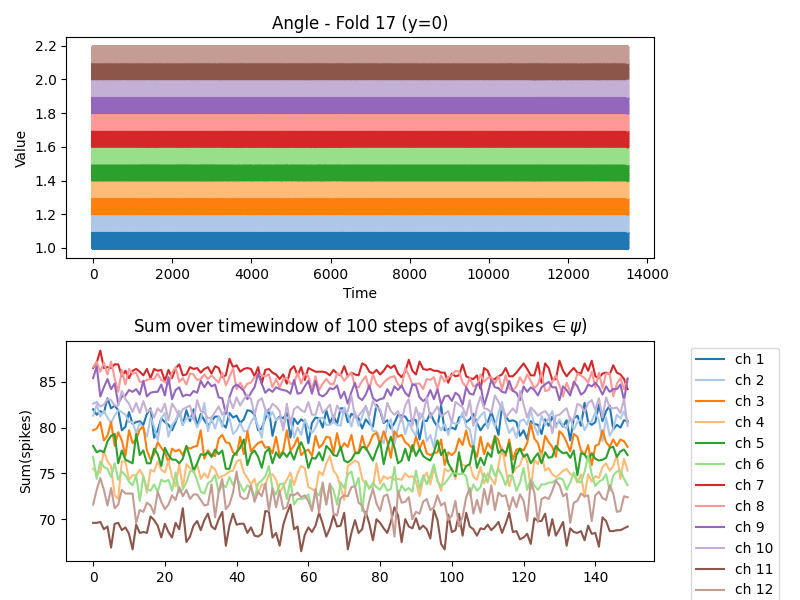 Angle - Fold 17 (y=0)
Value
2.2
2.0
1.8
1.6
1.4
1.2
1.0
0 2000 4000 6000 8000 10000 12000 14000
Time
Sum over timewindow of 100 steps of avg(spikes ∈ψ)
Sum(spikes)
85
80
75
70
0 20 40 60 80 100 120 140
ch 1
ch 2
ch 3
ch 4
ch 5
ch 6
ch 7
ch 8
ch 9
ch 10
ch 11
ch 12